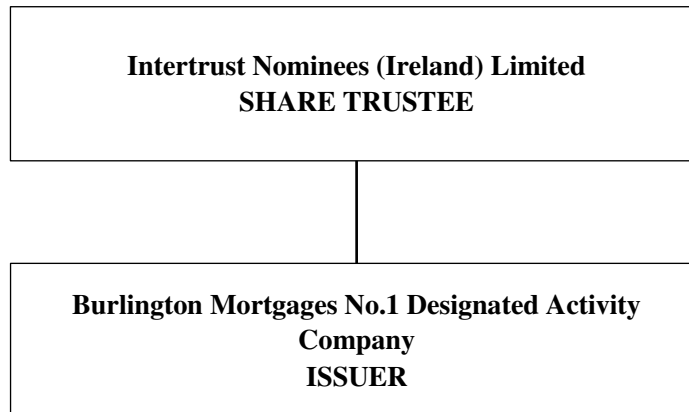 Intertrust Nominees (Ireland) Limited
SHARE TRUSTEE
Burlington Mortgages No.1 Designated Activity
Company
ISSUER